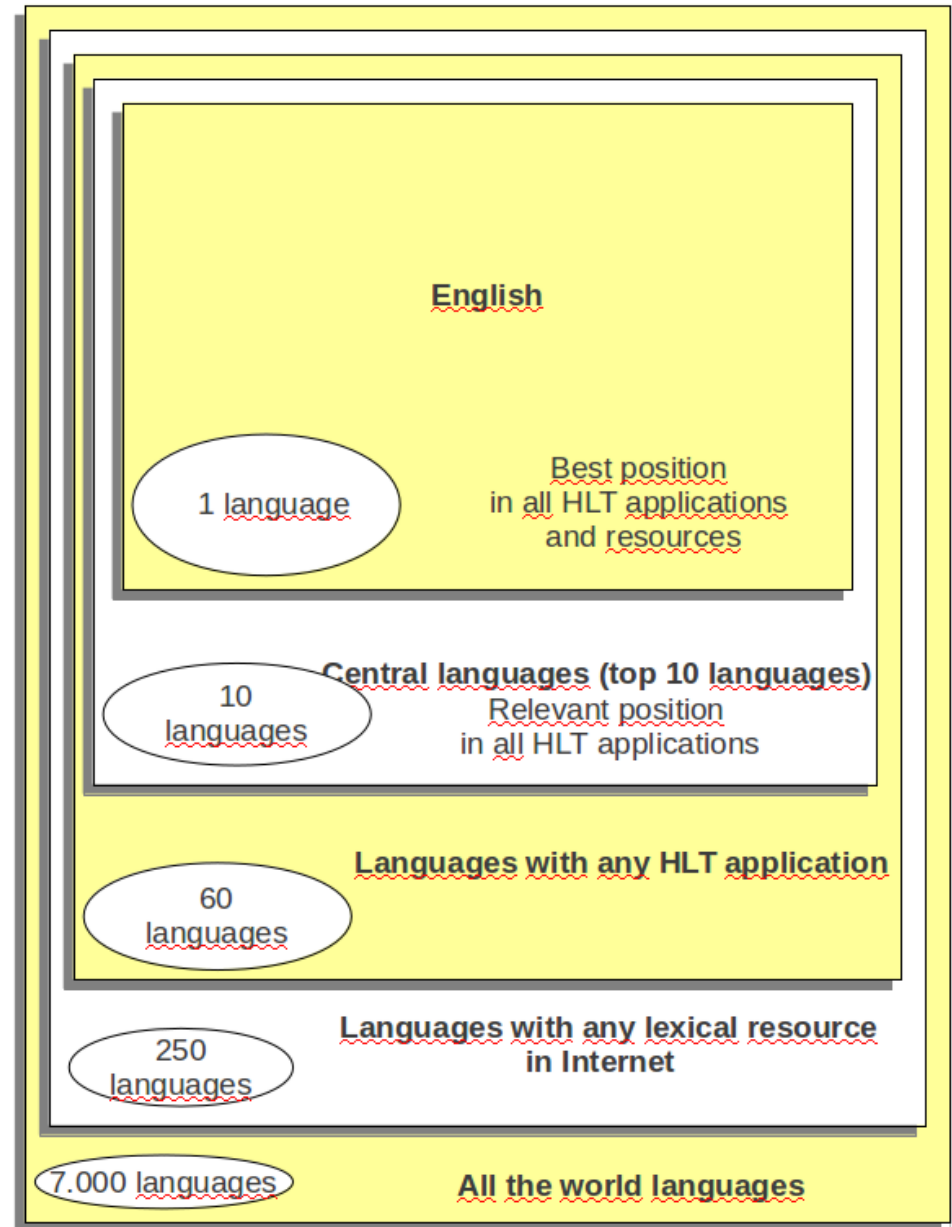 English
1 language
Best position
in all HLT applications
and resources
Central languages (top 10 languages)
10
languages
Relevant position
in all HLT applications
Languages with any HLT application
60
languages
Languages with any lexical resource
in Internet
250
languages
7.000 languages
All the world languages